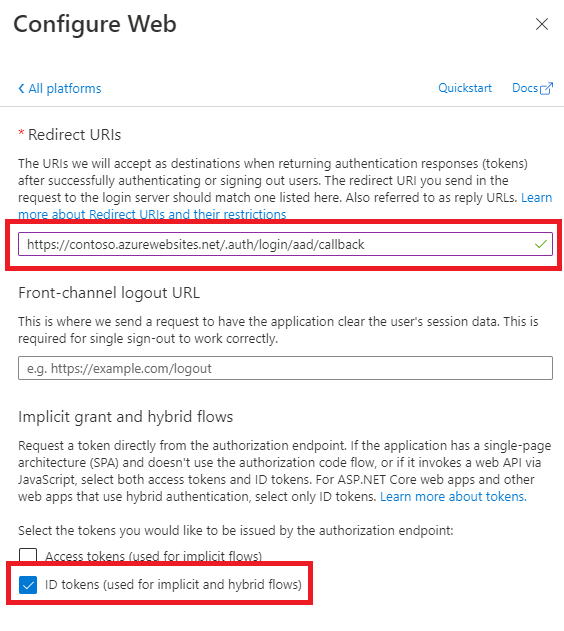 Configure Web
All platforms
Quickstart
Docs
* Redirect URIs
The URIs we will accept as destinations when returning authentication responses (tokens)
after successfully authenticating or signing out users. The redirect URI you send in the
request to the login server should match one listed here. Also referred to as reply URLs. Learn
more about Redirect URIs and their restrictions
https://contoso.azurewebsites.net/.auth/login/aad/callback
Front-channel logout URL
This is where we send a request to have the application clear the user's session data. This is
required for single sign-out to work correctly.
e.g. https://example.com/logout
Implicit grant and hybrid flows
Request a token directly from the authorization endpoint. If the application has a single-page
architecture (SPA) and doesn't use the authorization code flow, or if it invokes a web API via
JavaScript, select both access tokens and ID tokens. For ASP.NET Core web apps and other
web apps that use hybrid authentication, select only ID tokens. Learn more about tokens.
Select the tokens you would like to be issued by the authorization endpoint:
Access tokens (used for implicit flows)
ID tokens (used for implicit and hybrid flows)